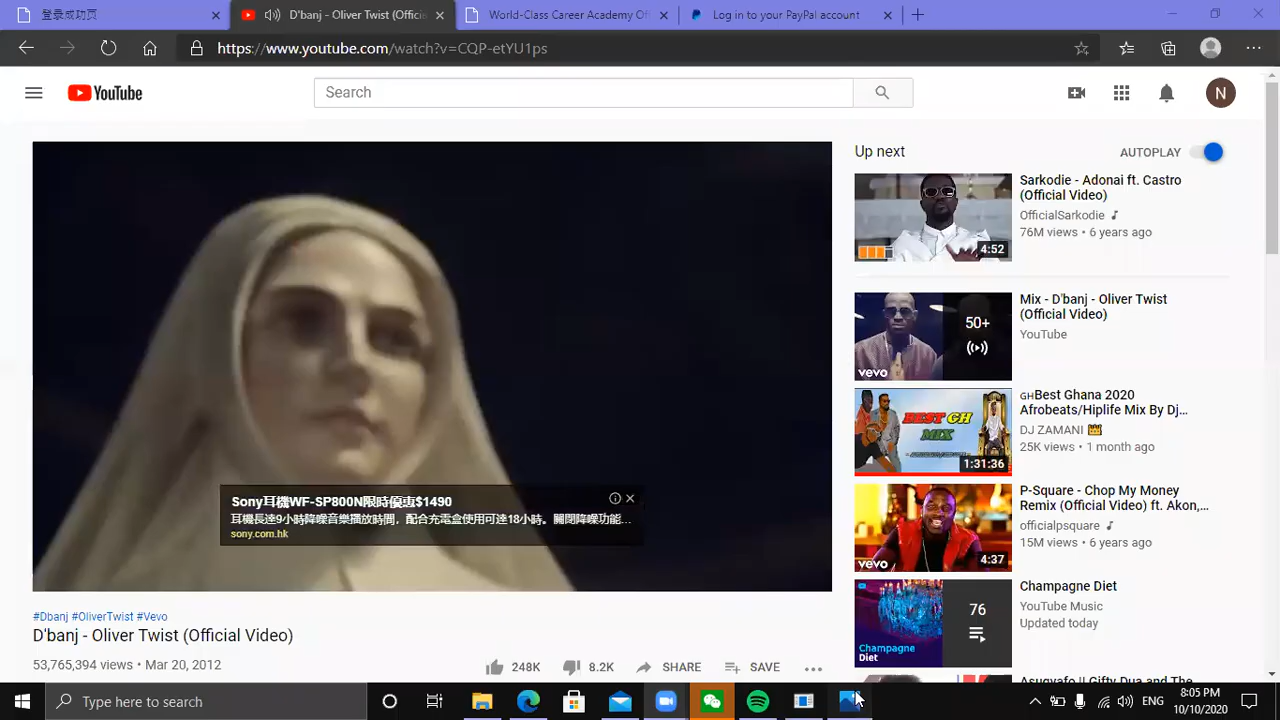 登录成功页
D'banj - Oliver Twist (Offici
World-Class Career Academy Of
Log in to your PayPal account
https://www.youtube.com/watch?v=CQP-etYU1ps
YouTube
Search
N
Up next
AUTOPLAY
4:52
Sarkodie - Adonai ft. Castro
(Official Video)
OfficialSarkodie
76M views • 6 years ago
50+
vevo
Mix - D'banj - Oliver Twist
(Official Video)
YouTube
BEST GH
MIX
1:31:36
GHBest Ghana 2020
Afrobeats/Hiplife Mix By Dj...
DJ ZAMANI
25K views • 1 month ago
vevo
4:37
P-Square - Chop My Money
Remix (Official Video) ft. Akon,...
officialpsquare
15M views • 6 years ago
Champagne
Diet
76
Champagne Diet
YouTube Music
Updated today
Sony耳機WF-SP800N限時優惠$1490
耳機長達9小時降噪音樂播放時間，配合充電盒使用可達18小時。關閉降噪功能...
sony.com.hk
#Dbanj #OliverTwist #Vevo
D'banj - Oliver Twist (Official Video)
53,765,394 views • Mar 20, 2012
248K
8.2K
SHARE
SAVE
Type here to search
ENG
8:05 PM
10/10/2020